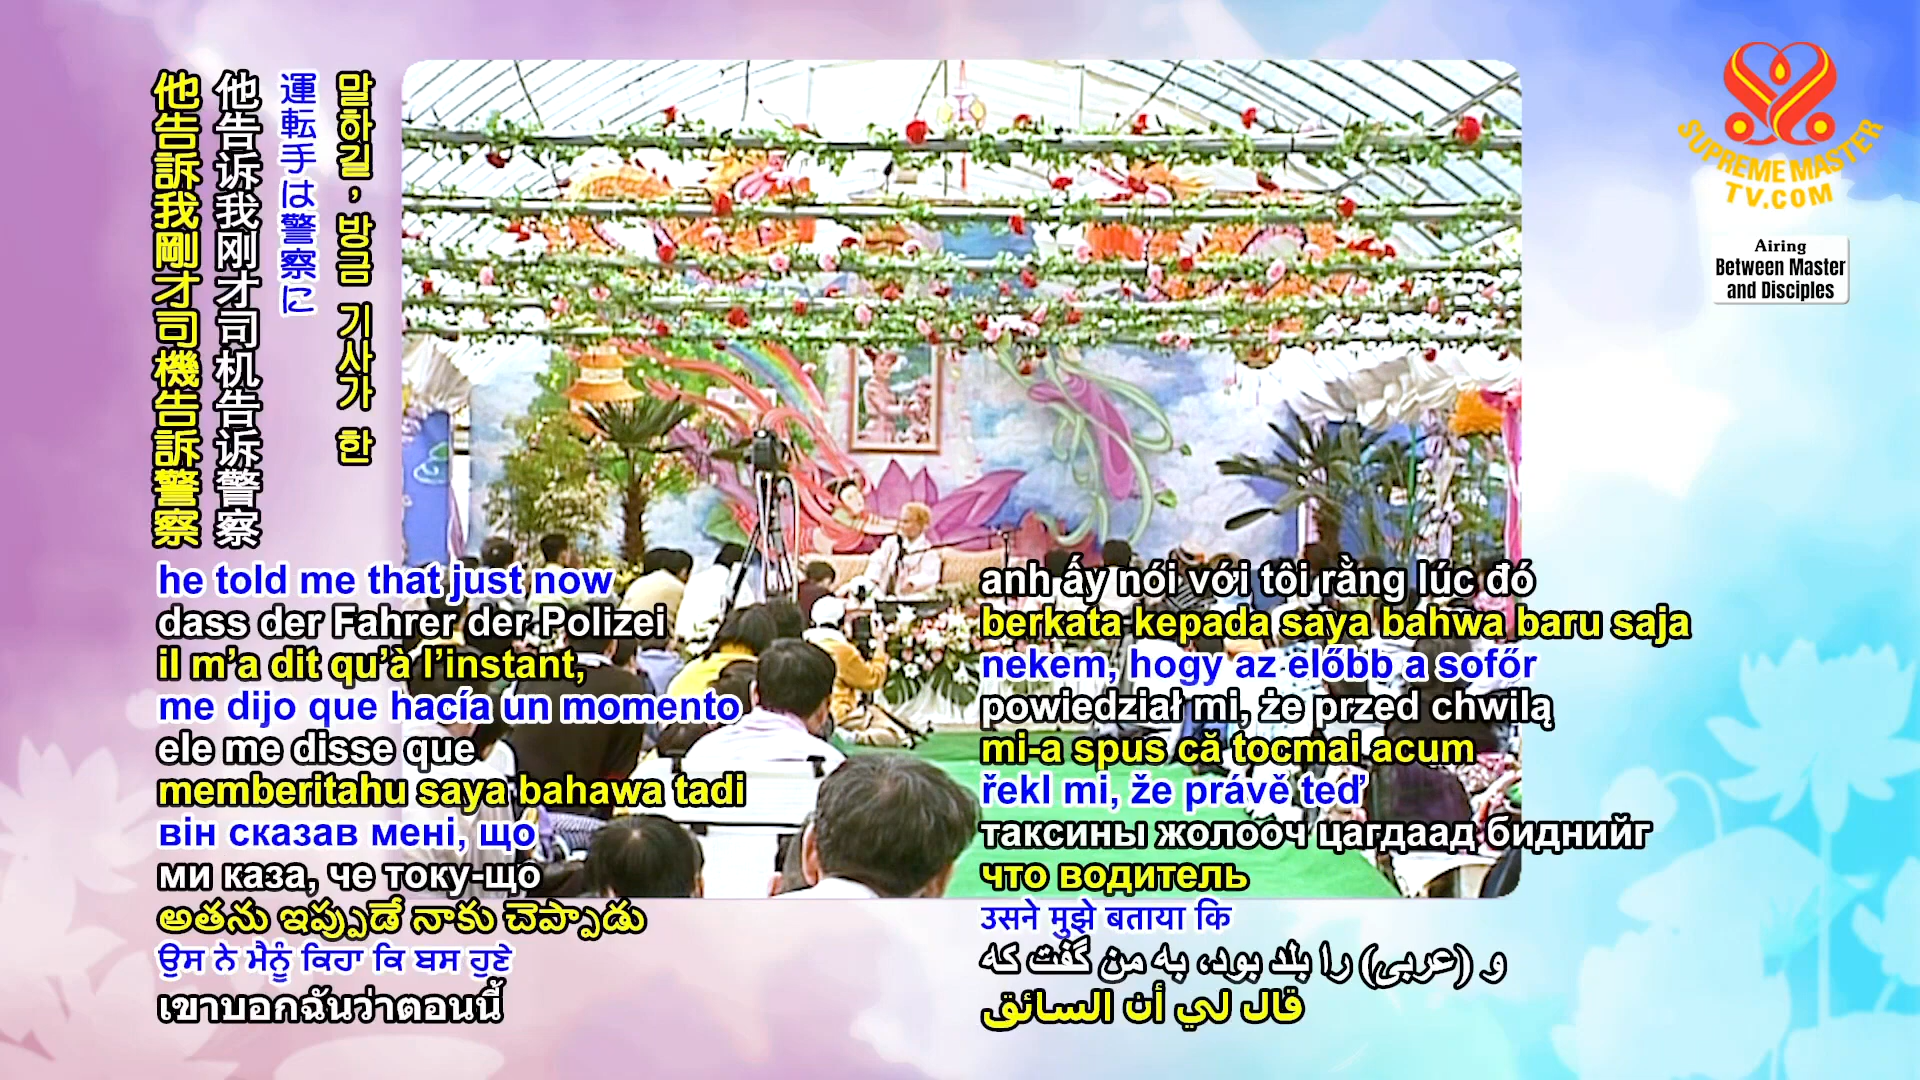 他告訴我剛才司機告訴警察
他告诉我刚才司机告诉警察
運転手は警察に
말하길, 방금 기사가 한
he told me that just now
dass der Fahrer der Polizei
il m’a dit qu’à l’instant,
me dijo que hacía un momento
ele me disse que
memberitahu saya bahawa tadi
він сказав мені, що
ми каза, че току-що
అతను ఇప్పుడే నాకు చెప్పాడు
ਉਸ ਨੇ ਮੈਨੂੰ ਕਿਹਾ ਕਿ ਬਸ ਹੁਣੇ
เขาบอกฉันว่าตอนนี้
anh ấy nói với tôi rằng lúc đó
berkata kepada saya bahwa baru saja
nekem, hogy az előbb a sofőr
powiedział mi, że przed chwilą
mi-a spus că tocmai acum
řekl mi, že právě teď
таксины жолооч цагдаад биднийг
что водитель
उसने मुझे बताया कि
و (عربی) را بلد بود، به من گفت که
قال لي أن السائق
SUPREME MASTER
TV.COM
Airing
Between Master
and Disciples